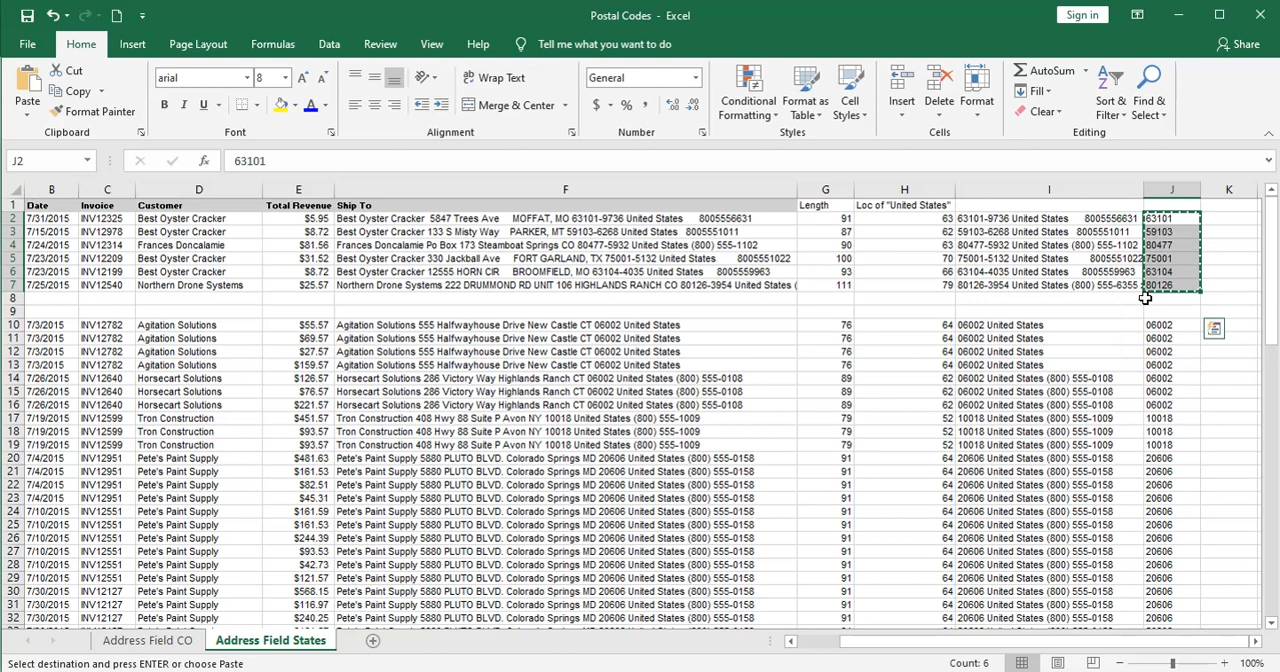 Postal Codes - Excel
Sign in
File Home Insert Page Layout Formulas Data Review View Help Tell me what you want to do Share
Paste Cut Copy Format Painter Clipboard
arial 8 B I U A Font
Wrap Text Merge & Center Alignment
General $ % , Number
Conditional Formatting Format as Table Cell Styles Styles
Insert Delete Format Cells
AutoSum Fill Clear Sort & Filter Find & Select Editing
J2 fx 63101
B C D E F G H I J K
1 Date Invoice Customer Total Revenue Ship To Length Loc of "United States"
2 7/31/2015 INV12325 Best Oyster Cracker $5.95 Best Oyster Cracker 5847 Trees Ave MOFFAT, MO 63101-9736 United States 8005556631 91 63 63101-9736 United States 8005556631 63101
3 7/15/2015 INV12978 Best Oyster Cracker $8.72 Best Oyster Cracker 133 S Misty Way PARKER, MT 59103-6268 United States 8005551011 87 62 59103-6268 United States 8005551011 59103
4 7/24/2015 INV12314 Frances Doncalamie $81.56 Frances Doncalamie Po Box 173 Steamboat Springs CO 80477-5932 United States (800) 555-1102 90 63 80477-5932 United States (800) 555-1102 80477
5 7/23/2015 INV12209 Best Oyster Cracker $31.52 Best Oyster Cracker 330 Jackball Ave FORT GARLAND, TX 75001-5132 United States 8005551022 100 70 75001-5132 United States 8005551022 75001
6 7/23/2015 INV12199 Best Oyster Cracker $8.72 Best Oyster Cracker 12555 HORN CIR BROOMFIELD, MO 63104-4035 United States 8005559963 93 66 63104-4035 United States 8005559963 63104
7 7/25/2015 INV12540 Northern Drone Systems $25.57 Northern Drone Systems 222 DRUMMOND RD UNIT 106 HIGHLANDS RANCH CO 80126-3954 United States ( 111 79 80126-3954 United States (800) 555-6355 80126
8
9
10 7/3/2015 INV12782 Agitation Solutions $55.57 Agitation Solutions 555 Halfwayhouse Drive New Castle CT 06002 United States 76 64 06002 United States 06002
11 7/3/2015 INV12782 Agitation Solutions $69.57 Agitation Solutions 555 Halfwayhouse Drive New Castle CT 06002 United States 76 64 06002 United States 06002
12 7/3/2015 INV12782 Agitation Solutions $27.57 Agitation Solutions 555 Halfwayhouse Drive New Castle CT 06002 United States 76 64 06002 United States 06002
13 7/3/2015 INV12782 Agitation Solutions $159.57 Agitation Solutions 555 Halfwayhouse Drive New Castle CT 06002 United States 76 64 06002 United States 06002
14 7/26/2015 INV12640 Horsecart Solutions $126.57 Horsecart Solutions 286 Victory Way Highlands Ranch CT 06002 United States (800) 555-0108 89 62 06002 United States (800) 555-0108 06002
15 7/26/2015 INV12640 Horsecart Solutions $76.57 Horsecart Solutions 286 Victory Way Highlands Ranch CT 06002 United States (800) 555-0108 89 62 06002 United States (800) 555-0108 06002
16 7/26/2015 INV12640 Horsecart Solutions $221.57 Horsecart Solutions 286 Victory Way Highlands Ranch CT 06002 United States (800) 555-0108 89 62 06002 United States (800) 555-0108 06002
17 7/19/2015 INV12599 Tron Construction $451.57 Tron Construction 408 Hwy 88 Suite P Avon NY 10018 United States (800) 555-1009 79 52 10018 United States (800) 555-1009 10018
18 7/19/2015 INV12599 Tron Construction $93.57 Tron Construction 408 Hwy 88 Suite P Avon NY 10018 United States (800) 555-1009 79 52 10018 United States (800) 555-1009 10018
19 7/19/2015 INV12599 Tron Construction $93.57 Tron Construction 408 Hwy 88 Suite P Avon NY 10018 United States (800) 555-1009 79 52 10018 United States (800) 555-1009 10018
20 7/4/2015 INV12951 Pete's Paint Supply $481.63 Pete's Paint Supply 5880 PLUTO BLVD. Colorado Springs MD 20606 United States (800) 555-0158 91 64 20606 United States (800) 555-0158 20606
21 7/4/2015 INV12951 Pete's Paint Supply $161.53 Pete's Paint Supply 5880 PLUTO BLVD. Colorado Springs MD 20606 United States (800) 555-0158 91 64 20606 United States (800) 555-0158 20606
22 7/4/2015 INV12951 Pete's Paint Supply $82.51 Pete's Paint Supply 5880 PLUTO BLVD. Colorado Springs MD 20606 United States (800) 555-0158 91 64 20606 United States (800) 555-0158 20606
23 7/4/2015 INV12951 Pete's Paint Supply $45.31 Pete's Paint Supply 5880 PLUTO BLVD. Colorado Springs MD 20606 United States (800) 555-0158 91 64 20606 United States (800) 555-0158 20606
24 7/10/2015 INV12551 Pete's Paint Supply $161.59 Pete's Paint Supply 5880 PLUTO BLVD. Colorado Springs MD 20606 United States (800) 555-0158 91 64 20606 United States (800) 555-0158 20606
25 7/10/2015 INV12551 Pete's Paint Supply $161.53 Pete's Paint Supply 5880 PLUTO BLVD. Colorado Springs MD 20606 United States (800) 555-0158 91 64 20606 United States (800) 555-0158 20606
26 7/10/2015 INV12551 Pete's Paint Supply $244.39 Pete's Paint Supply 5880 PLUTO BLVD. Colorado Springs MD 20606 United States (800) 555-0158 91 64 20606 United States (800) 555-0158 20606
27 7/10/2015 INV12551 Pete's Paint Supply $93.53 Pete's Paint Supply 5880 PLUTO BLVD. Colorado Springs MD 20606 United States (800) 555-0158 91 64 20606 United States (800) 555-0158 20606
28 7/10/2015 INV12551 Pete's Paint Supply $42.73 Pete's Paint Supply 5880 PLUTO BLVD. Colorado Springs MD 20606 United States (800) 555-0158 91 64 20606 United States (800) 555-0158 20606
29 7/10/2015 INV12551 Pete's Paint Supply $121.57 Pete's Paint Supply 5880 PLUTO BLVD. Colorado Springs MD 20606 United States (800) 555-0158 91 64 20606 United States (800) 555-0158 20606
30 7/30/2015 INV12127 Pete's Paint Supply $568.15 Pete's Paint Supply 5880 PLUTO BLVD. Colorado Springs MD 20606 United States (800) 555-0158 91 64 20606 United States (800) 555-0158 20606
31 7/30/2015 INV12127 Pete's Paint Supply $116.97 Pete's Paint Supply 5880 PLUTO BLVD. Colorado Springs MD 20606 United States (800) 555-0158 91 64 20606 United States (800) 555-0158 20606
32 7/30/2015 INV12127 Pete's Paint Supply $240.25 Pete's Paint Supply 5880 PLUTO BLVD. Colorado Springs MD 20606 United States (800) 555-0158 91 64 20606 United States (800) 555-0158 20606
Address Field CO Address Field States
Select destination and press ENTER or choose Paste Count: 6 100%